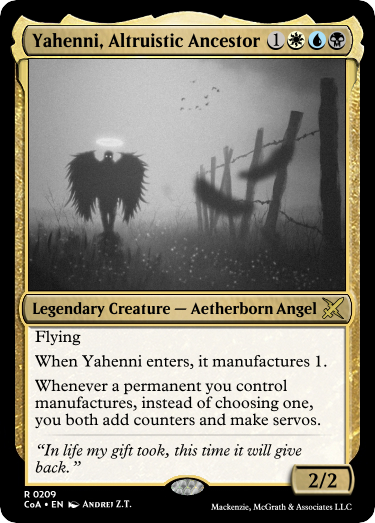 Yahenni, Altruistic Ancestor 1
Legendary Creature — Aetherborn Angel
Flying
When Yahenni enters, it manufactures 1.
Whenever a permanent you control
manufactures, instead of choosing one,
you both add counters and make servos.
“In life my gift took, this time it will give
back.”
2/2
R 0209
CoA • EN Andrej Z.T.
Mackenzie, McGrath & Associates LLC